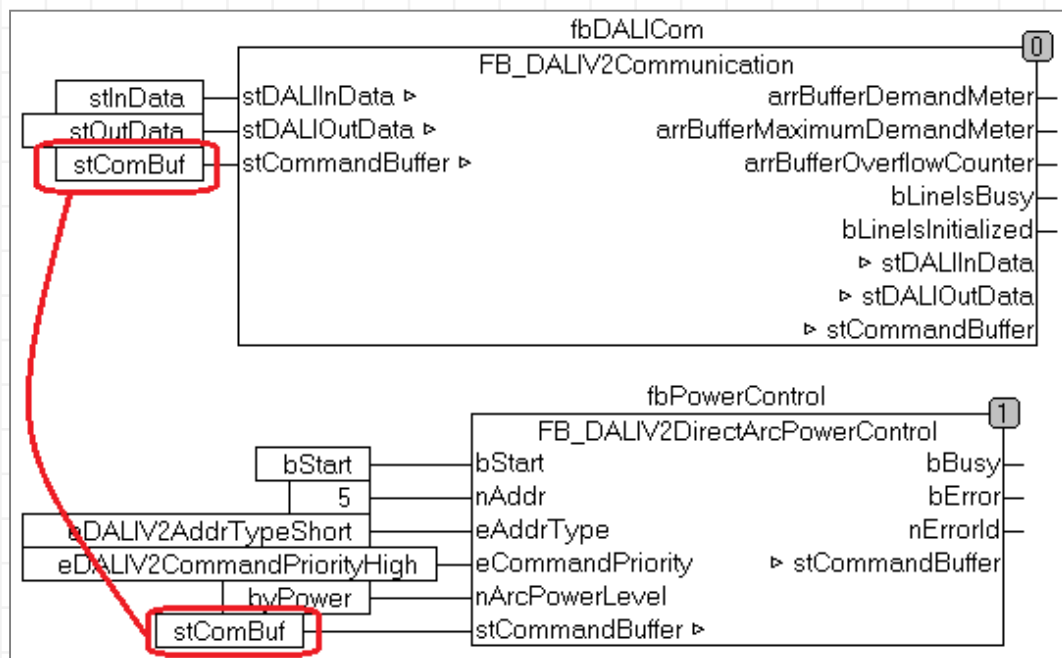 fbDALICom
0
FB_DALIV2Communication
stInData stDALIInData arrBufferDemandMeter
stOutData stDALIOutData arrBufferMaximumDemandMeter
stComBuf stCommandBuffer arrBufferOverflowCounter
bLineIsBusy
bLineIsInitialized
stDALIInData
stDALIOutData
stCommandBuffer
fbPowerControl
1
FB_DALIV2DirectArcPowerControl
bStart bStart bBusy
5 nAddr bError
eDALIV2AddrTypeShort eAddrType nErrorId
eDALIV2CommandPriorityHigh eCommandPriority stCommandBuffer
byPower nArcPowerLevel
stComBuf stCommandBuffer